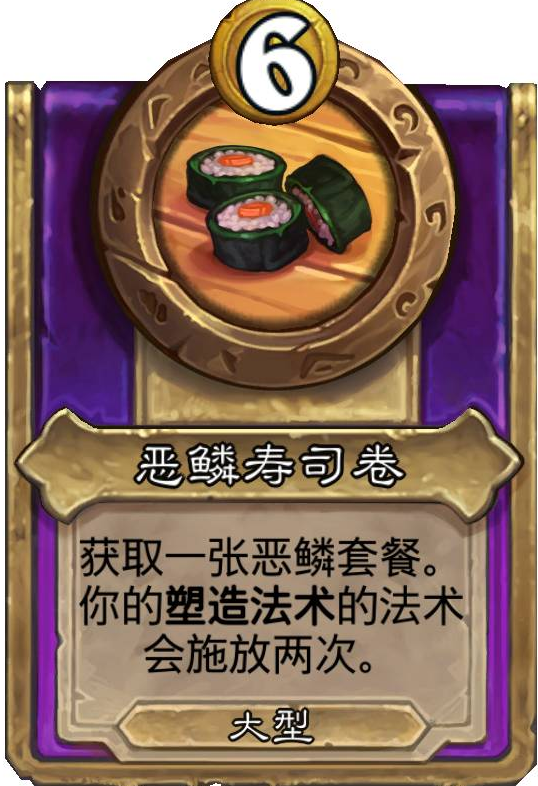 6
恶鳞寿司卷
获取一张恶鳞套餐。
你的塑造法术的法术
会施放两次。
大型